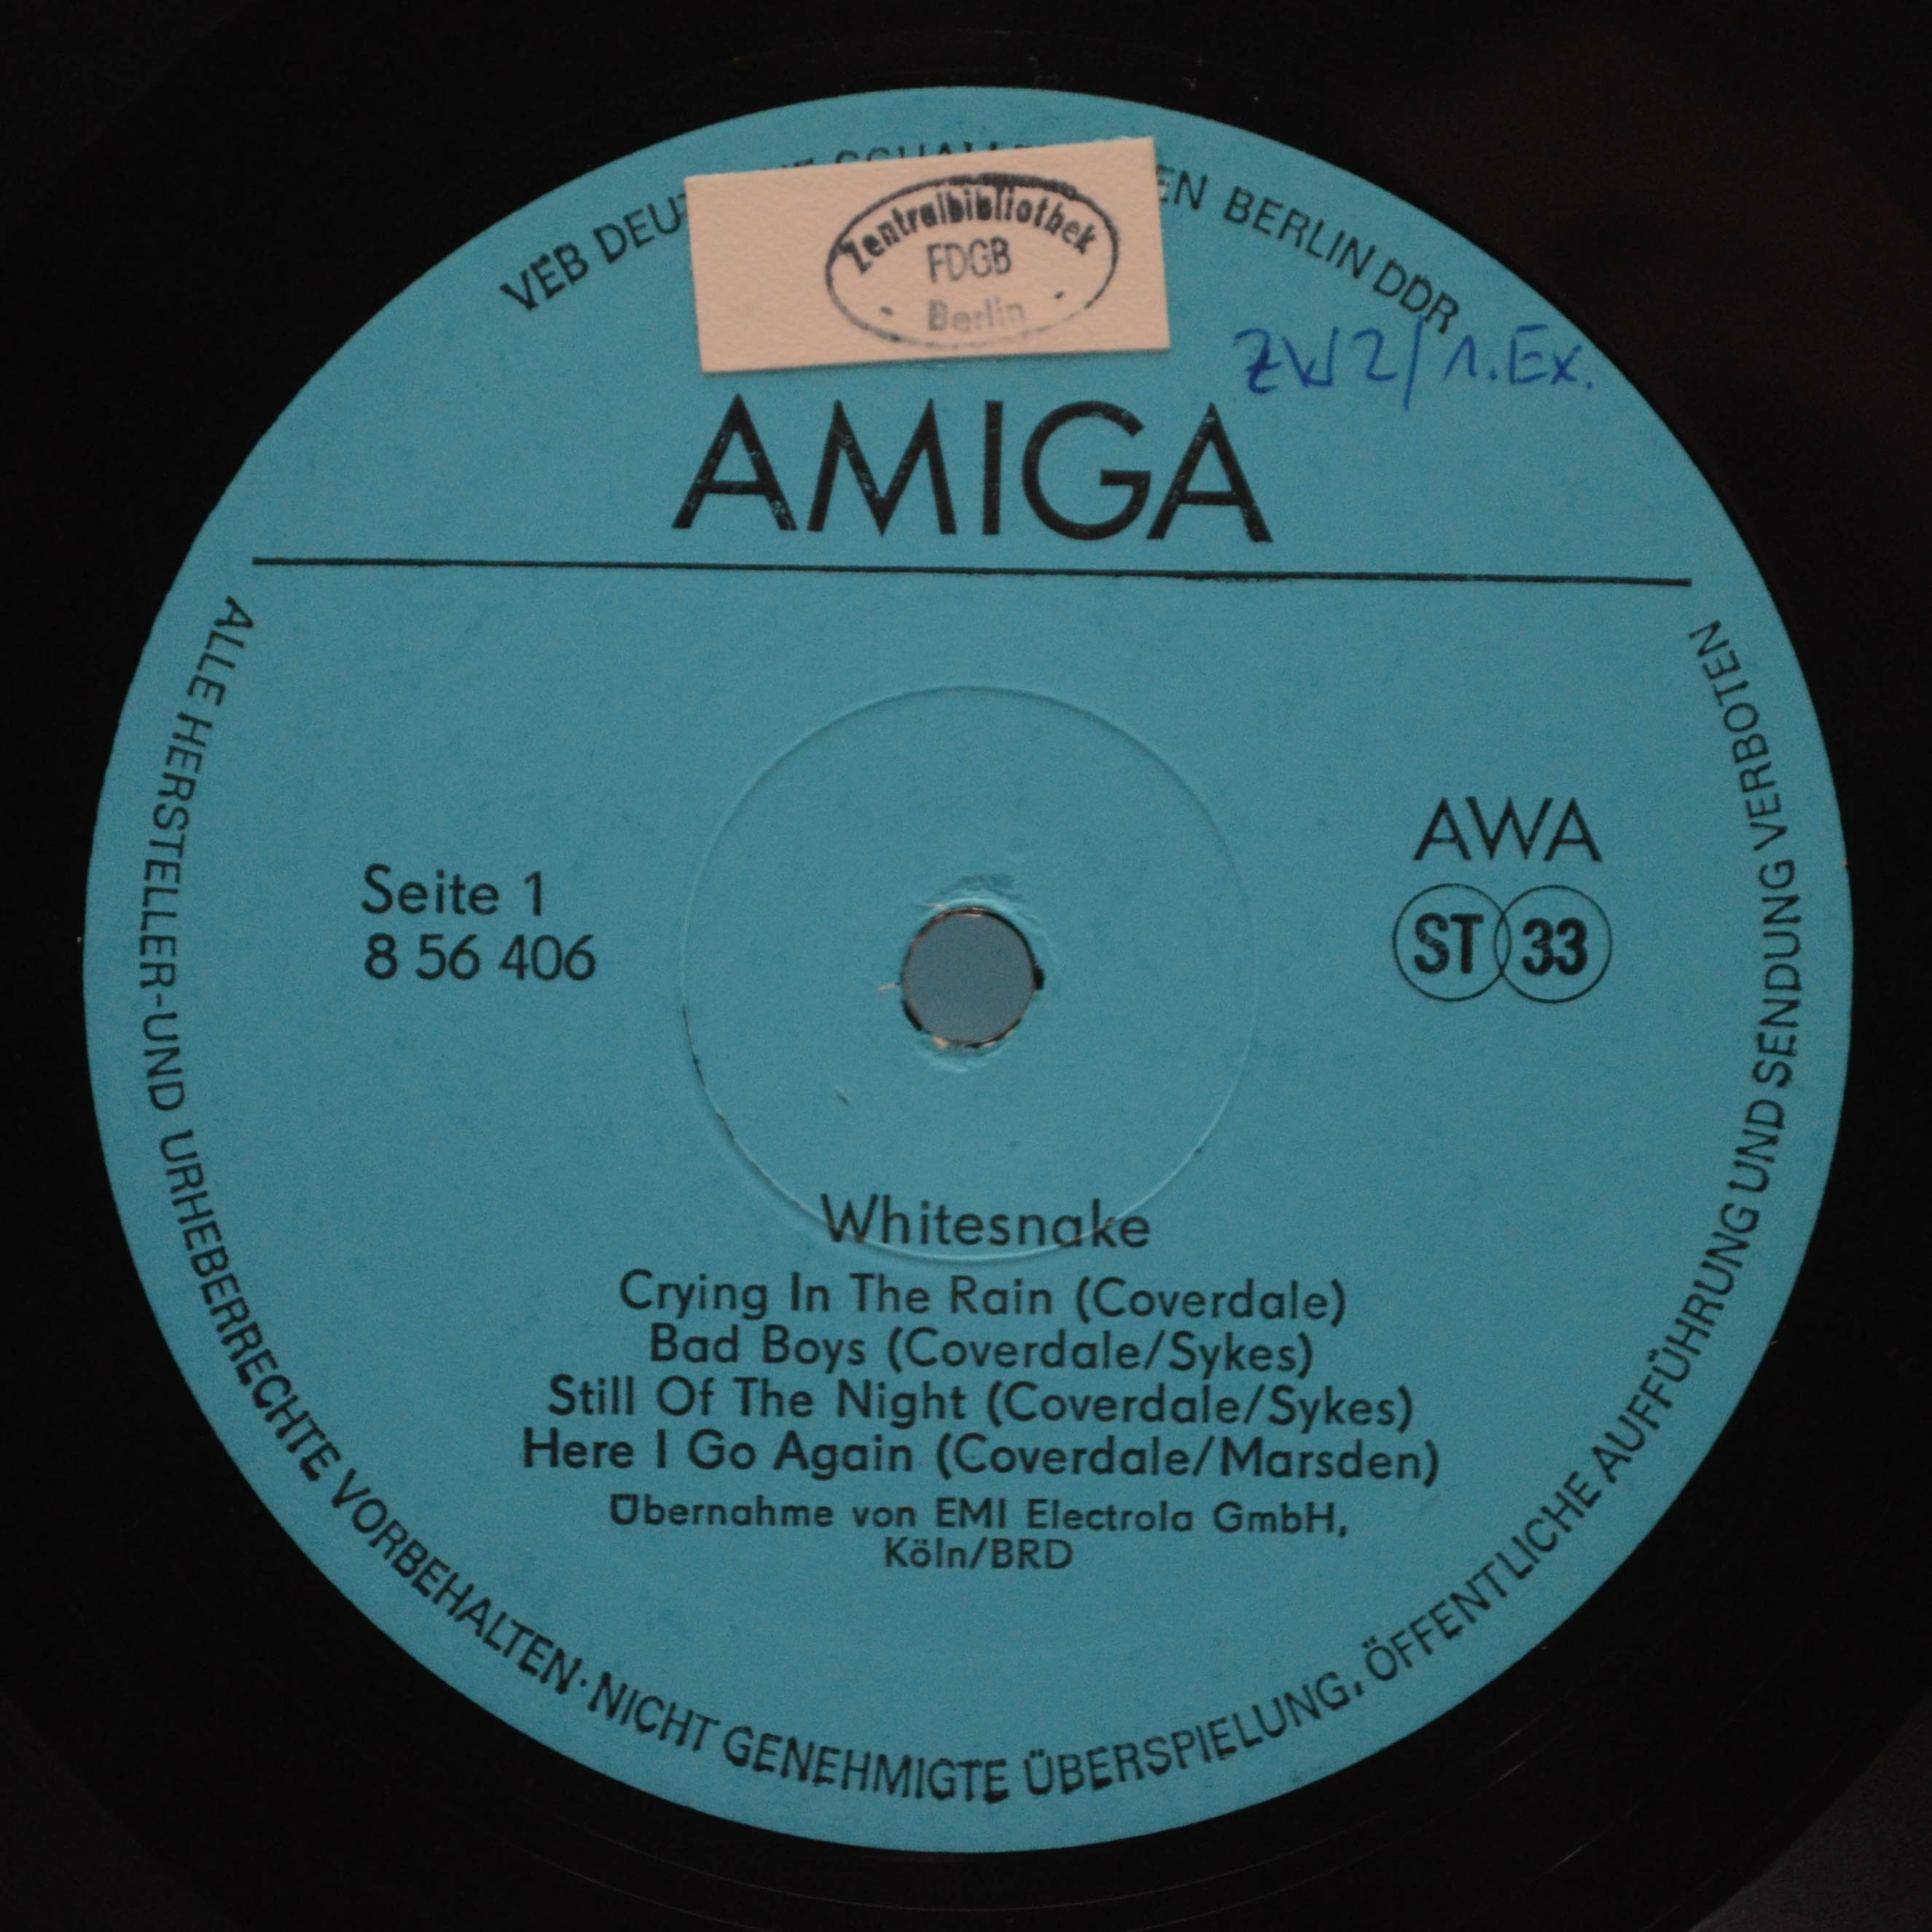 VEB DEU EN BERLIN DDR
Zentralbibliothek
FDGB
Berlin
ZW2/1.Ex.
AMIGA
Seite 1
8 56 406
AWA
ST 33
Whitesnake
Crying In The Rain (Coverdale)
Bad Boys (Coverdale/Sykes)
Still Of The Night (Coverdale/Sykes)
Here I Go Again (Coverdale/Marsden)
Übernahme von EMI Electrola GmbH,
Köln/BRD
ALLE HERSTELLER-UND URHEBERRECHTE VORBEHALTEN·NICHT GENEHMIGTE ÜBERSPIELUNG, ÖFFENTLICHE AUFFÜHRUNG UND SENDUNG VERBOTEN